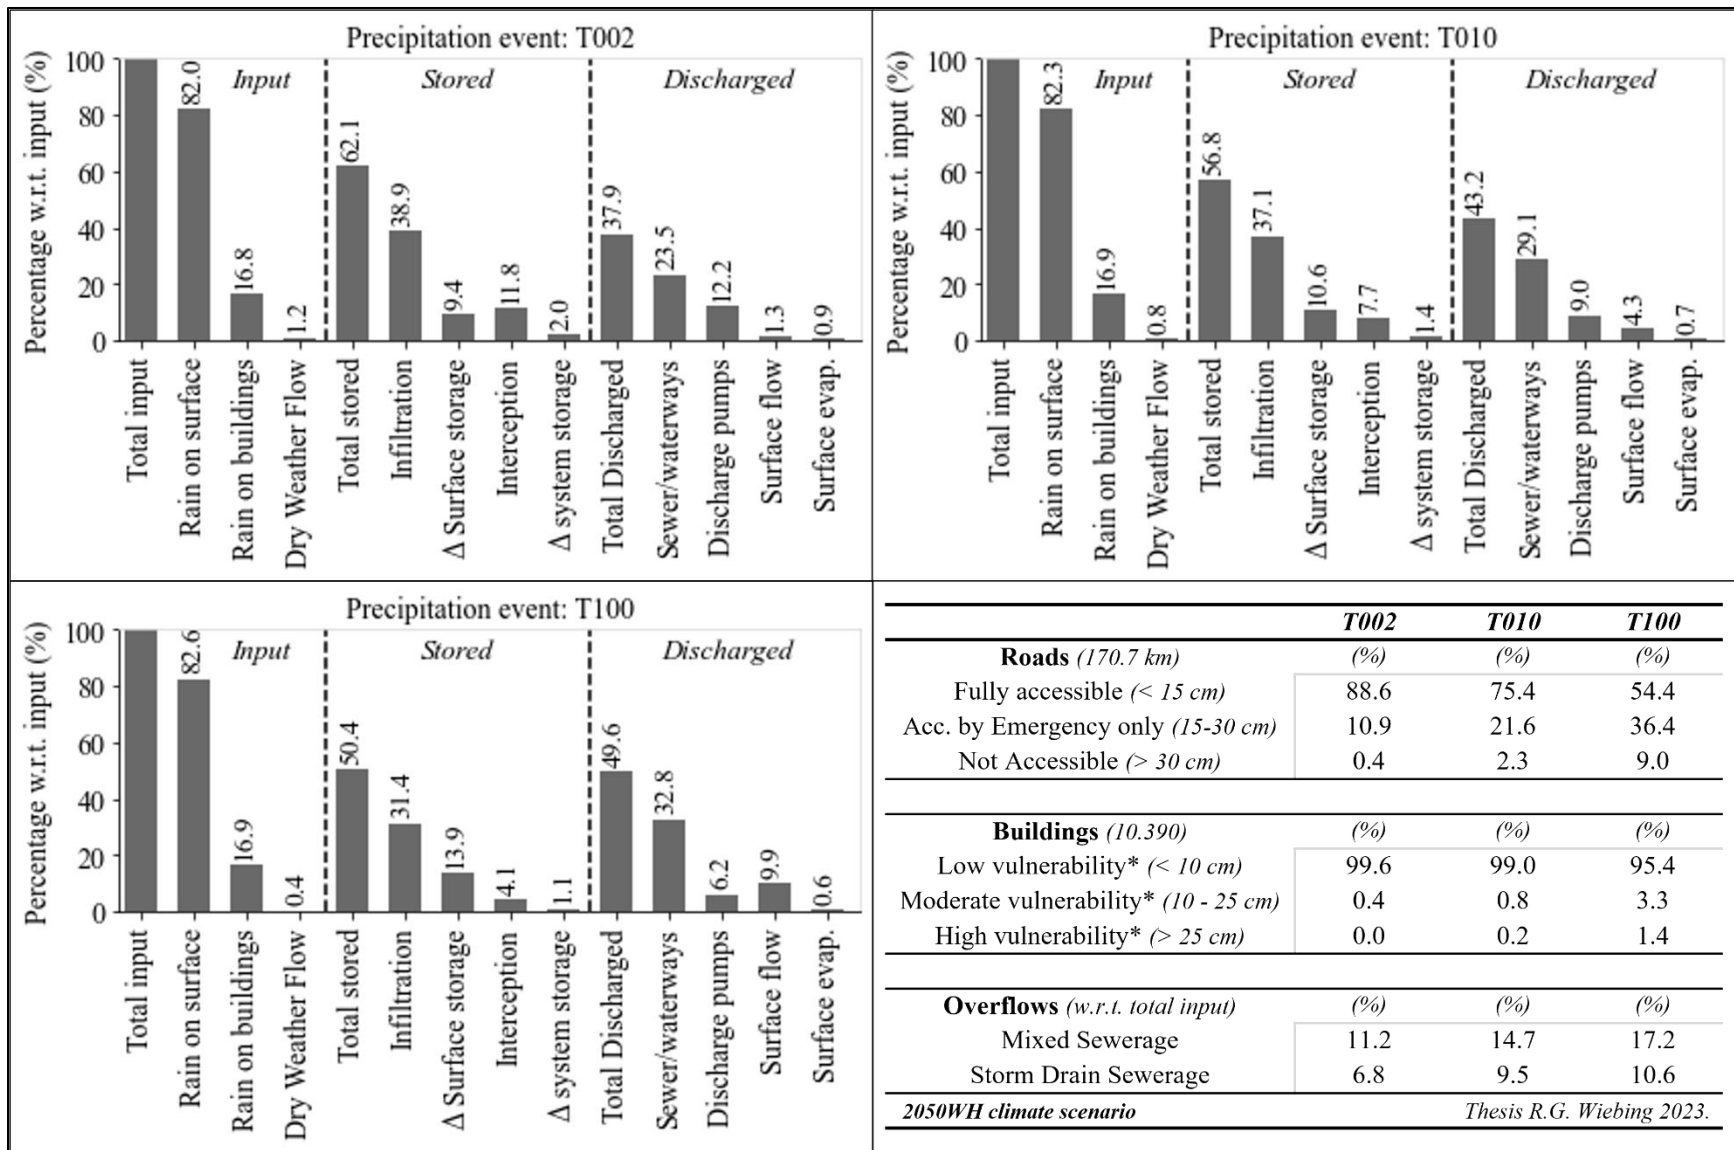 Precipitation event: T002
Percentage w.r.t. input (%)
100
80
60
40
20
0
Input
Stored
Discharged
82.0
16.8
1.2
62.1
38.9
9.4
11.8
2.0
37.9
23.5
12.2
1.3
0.9
Total input
Rain on surface
Rain on buildings
Dry Weather Flow
Total stored
Infiltration
Δ Surface storage
Interception
Δ system storage
Total Discharged
Sewer/waterways
Discharge pumps
Surface flow
Surface evap.
Precipitation event: T010
Percentage w.r.t. input (%)
100
80
60
40
20
0
Input
Stored
Discharged
82.3
16.9
0.8
56.8
37.1
10.6
7.7
1.4
43.2
29.1
9.0
4.3
0.7
Total input
Rain on surface
Rain on buildings
Dry Weather Flow
Total stored
Infiltration
Δ Surface storage
Interception
Δ system storage
Total Discharged
Sewer/waterways
Discharge pumps
Surface flow
Surface evap.
Precipitation event: T100
Percentage w.r.t. input (%)
100
80
60
40
20
0
Input
Stored
Discharged
82.6
16.9
0.4
50.4
31.4
13.9
4.1
1.1
49.6
32.8
6.2
9.9
0.6
Total input
Rain on surface
Rain on buildings
Dry Weather Flow
Total stored
Infiltration
Δ Surface storage
Interception
Δ system storage
Total Discharged
Sewer/waterways
Discharge pumps
Surface flow
Surface evap.
T002 T010 T100
Roads (170.7 km) (%) (%) (%)
Fully accessible (< 15 cm) 88.6 75.4 54.4
Acc. by Emergency only (15-30 cm) 10.9 21.6 36.4
Not Accessible (> 30 cm) 0.4 2.3 9.0
Buildings (10.390) (%) (%) (%)
Low vulnerability* (< 10 cm) 99.6 99.0 95.4
Moderate vulnerability* (10 - 25 cm) 0.4 0.8 3.3
High vulnerability* (> 25 cm) 0.0 0.2 1.4
Overflows (w.r.t. total input) (%) (%) (%)
Mixed Sewerage 11.2 14.7 17.2
Storm Drain Sewerage 6.8 9.5 10.6
2050WH climate scenario Thesis R.G. Wiebing 2023.